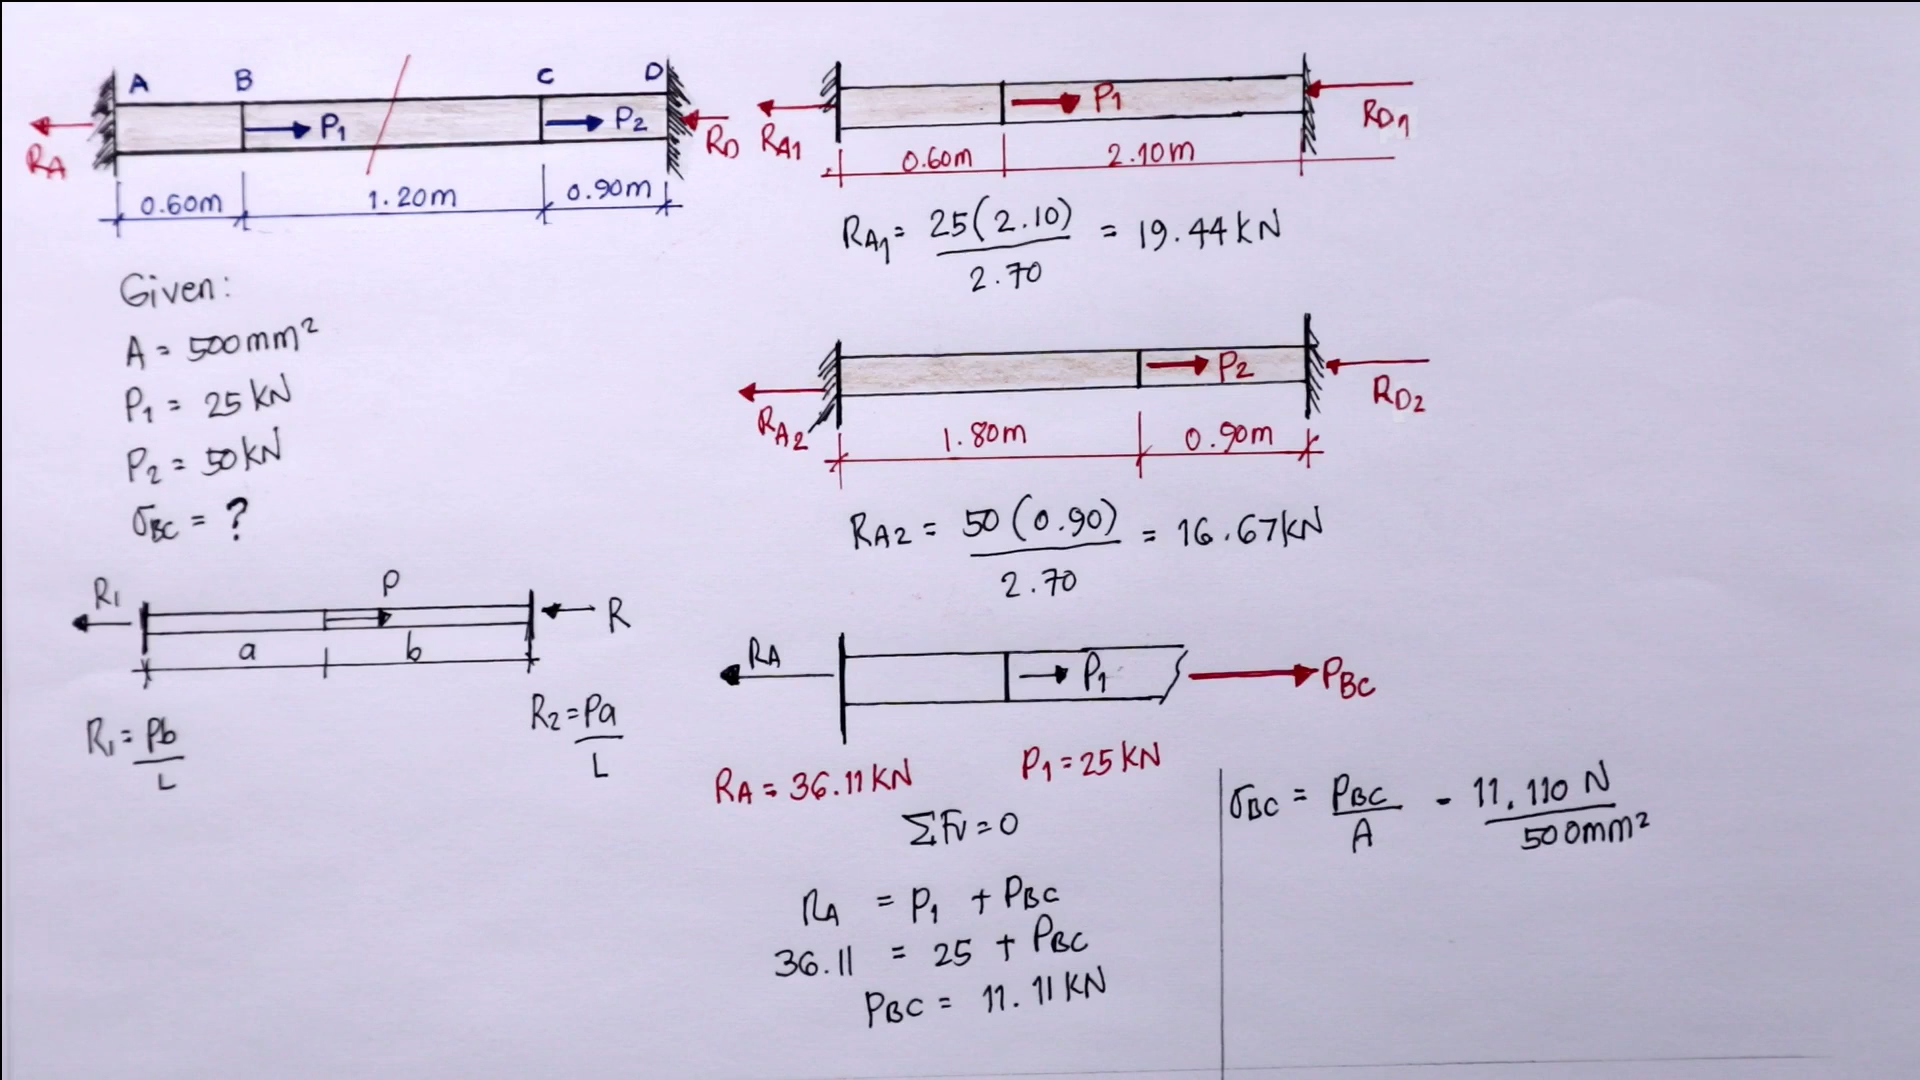 A B C D
P1 P2
RA RD
0.60m 1.20m 0.90m
Given:
A = 500mm²
P1 = 25 kN
P2 = 50 kN
σBC = ?
R1 P R
a b
R1 = Pb
L
R2 = Pa
L
P1
RA1 RD1
0.60m 2.10m
RA1 = 25(2.10) = 19.44 kN
2.70
P2
RA2 RD2
1.80m 0.90m
RA2 = 50(0.90) = 16.67kN
2.70
RA P1 PBC
RA = 36.11 KN P1 = 25 KN
ΣFv = 0
RA = P1 + PBC
36.11 = 25 + PBC
PBC = 11.11 KN
σBC = PBC - 11,110 N
A 500mm²